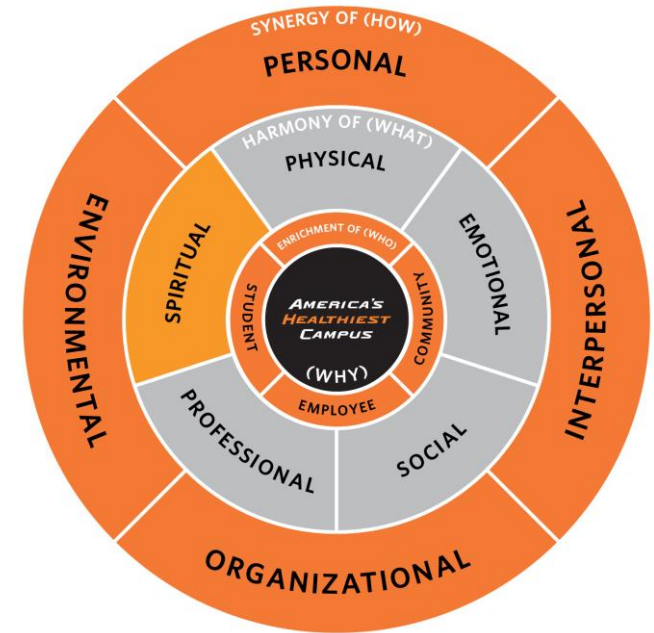 SYNERGY OF (HOW)
PERSONAL
HARMONY OF (WHAT)
PHYSICAL
ENRICHMENT OF (WHO)
ENVIRONMENTAL
SPIRITUAL
STUDENT
AMERICA'S
HEALTHIEST
CAMPUS
(WHY)
COMMUNITY
EMOTIONAL
INTERPERSONAL
EMPLOYEE
PROFESSIONAL
SOCIAL
ORGANIZATIONAL